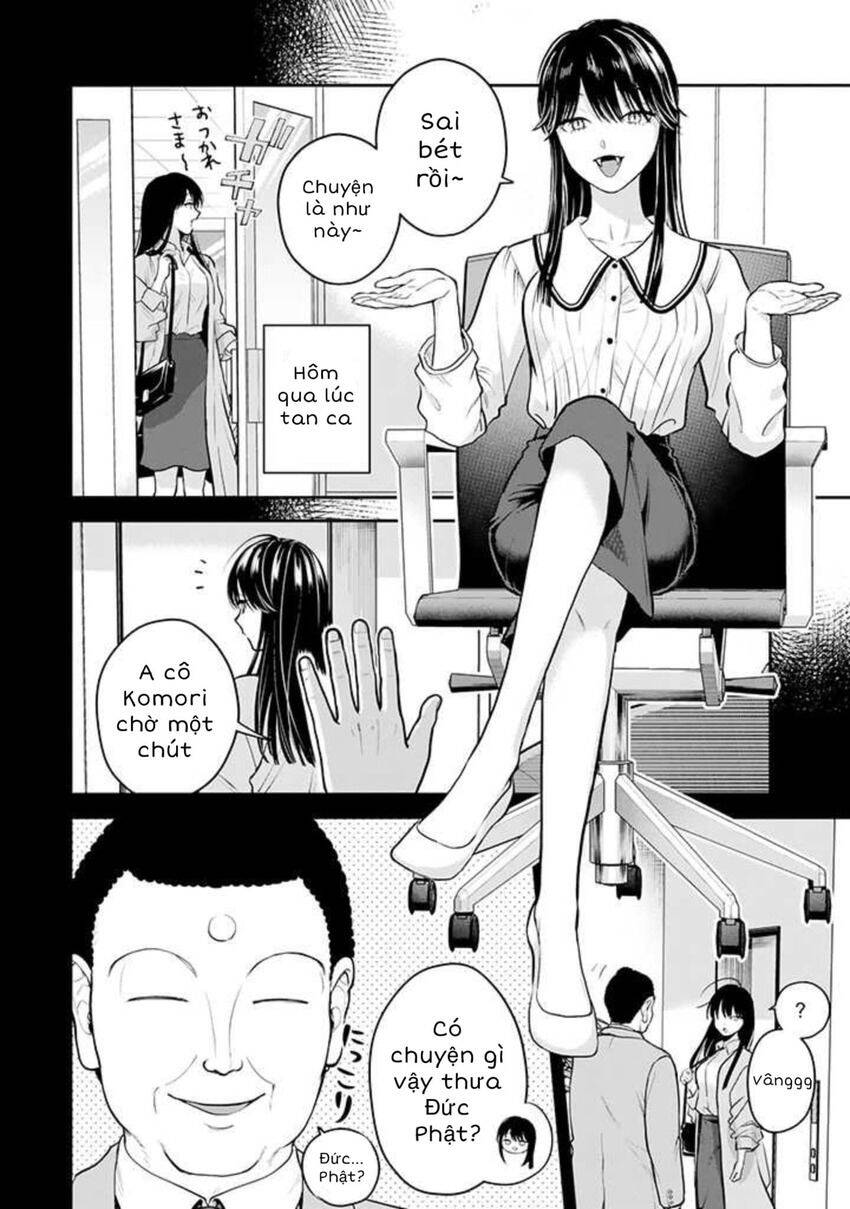 Sai
bét
rồi~
Chuyện
là như
này~
おつかれ
さま〜
ガチャ
Hôm
qua lúc
tan ca
A cô
Komori
chờ một
chút
?
vânggg
Có
chuyện gì
vậy thưa
Đức
Phật?
にっこり
Đức...
Phật?